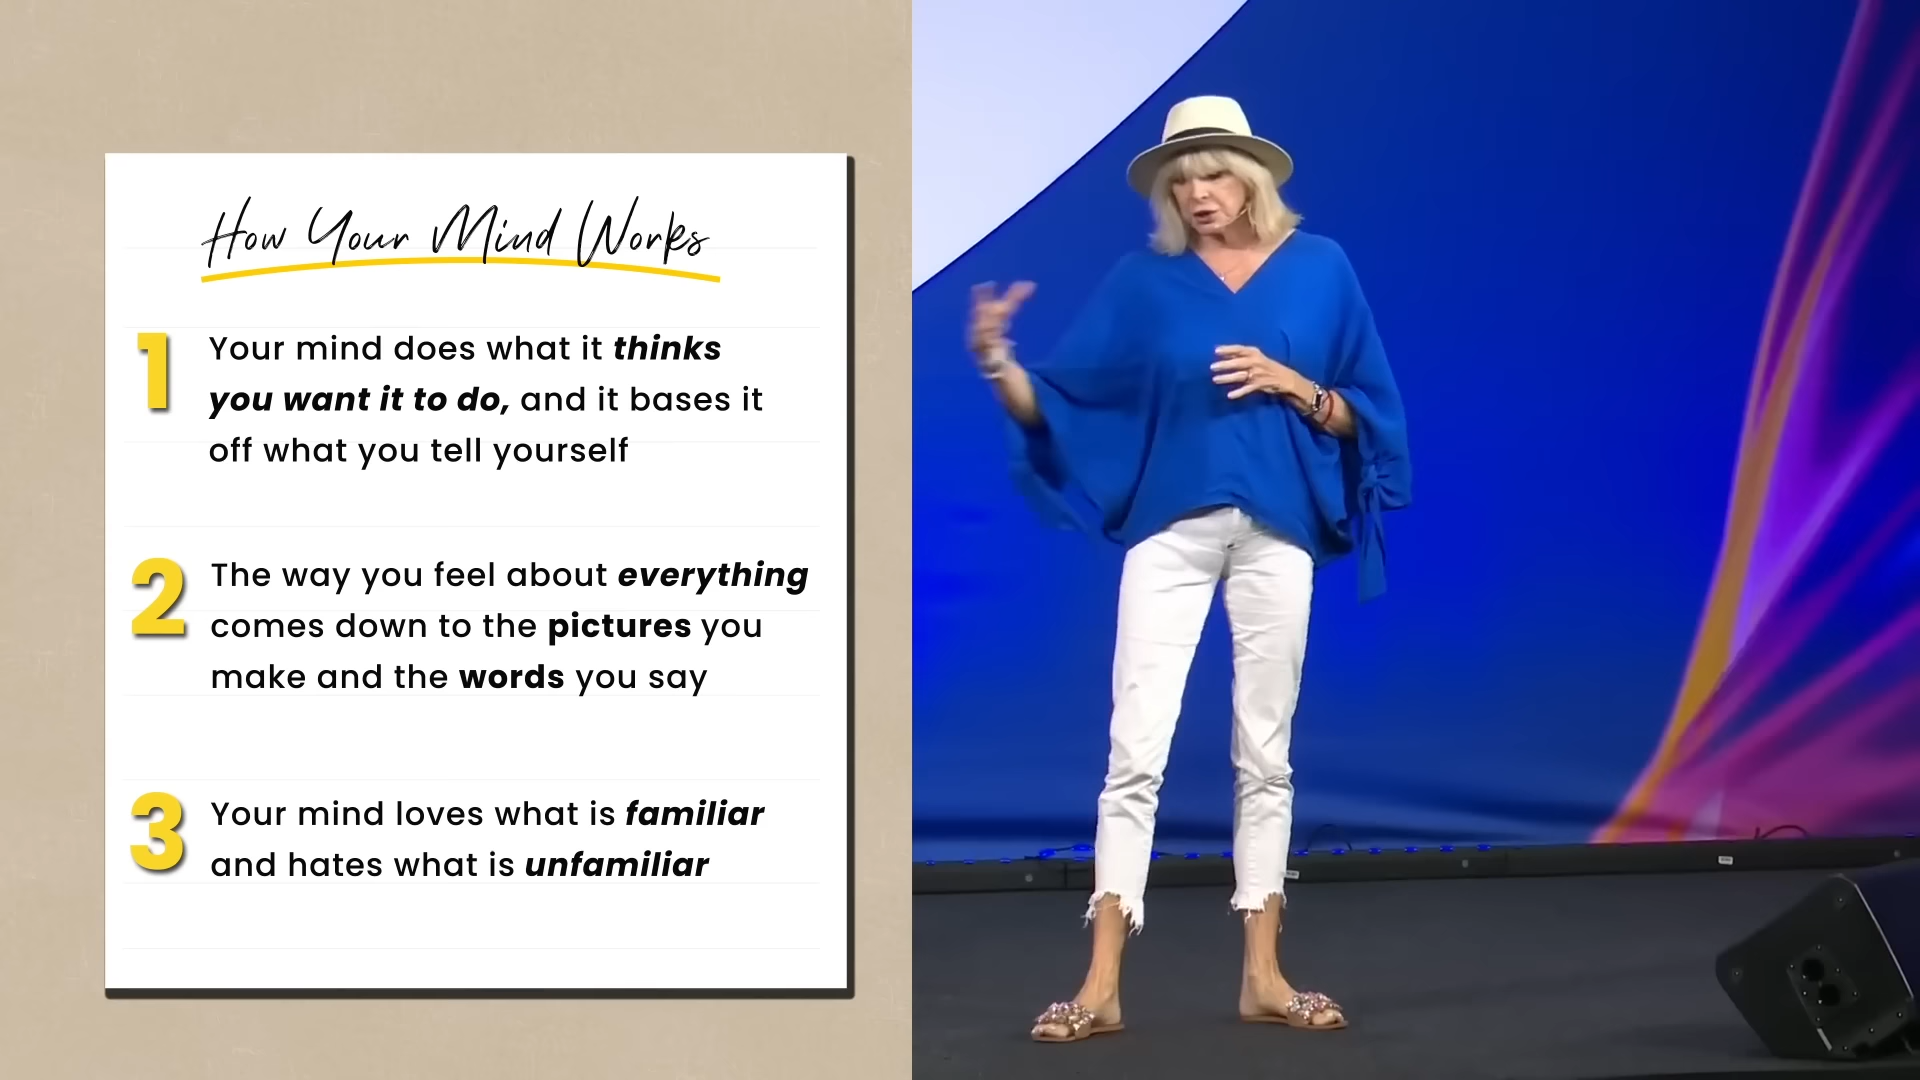 How Your Mind Works
1
Your mind does what it thinks
you want it to do, and it bases it
off what you tell yourself
2
The way you feel about everything
comes down to the pictures you
make and the words you say
3
Your mind loves what is familiar
and hates what is unfamiliar